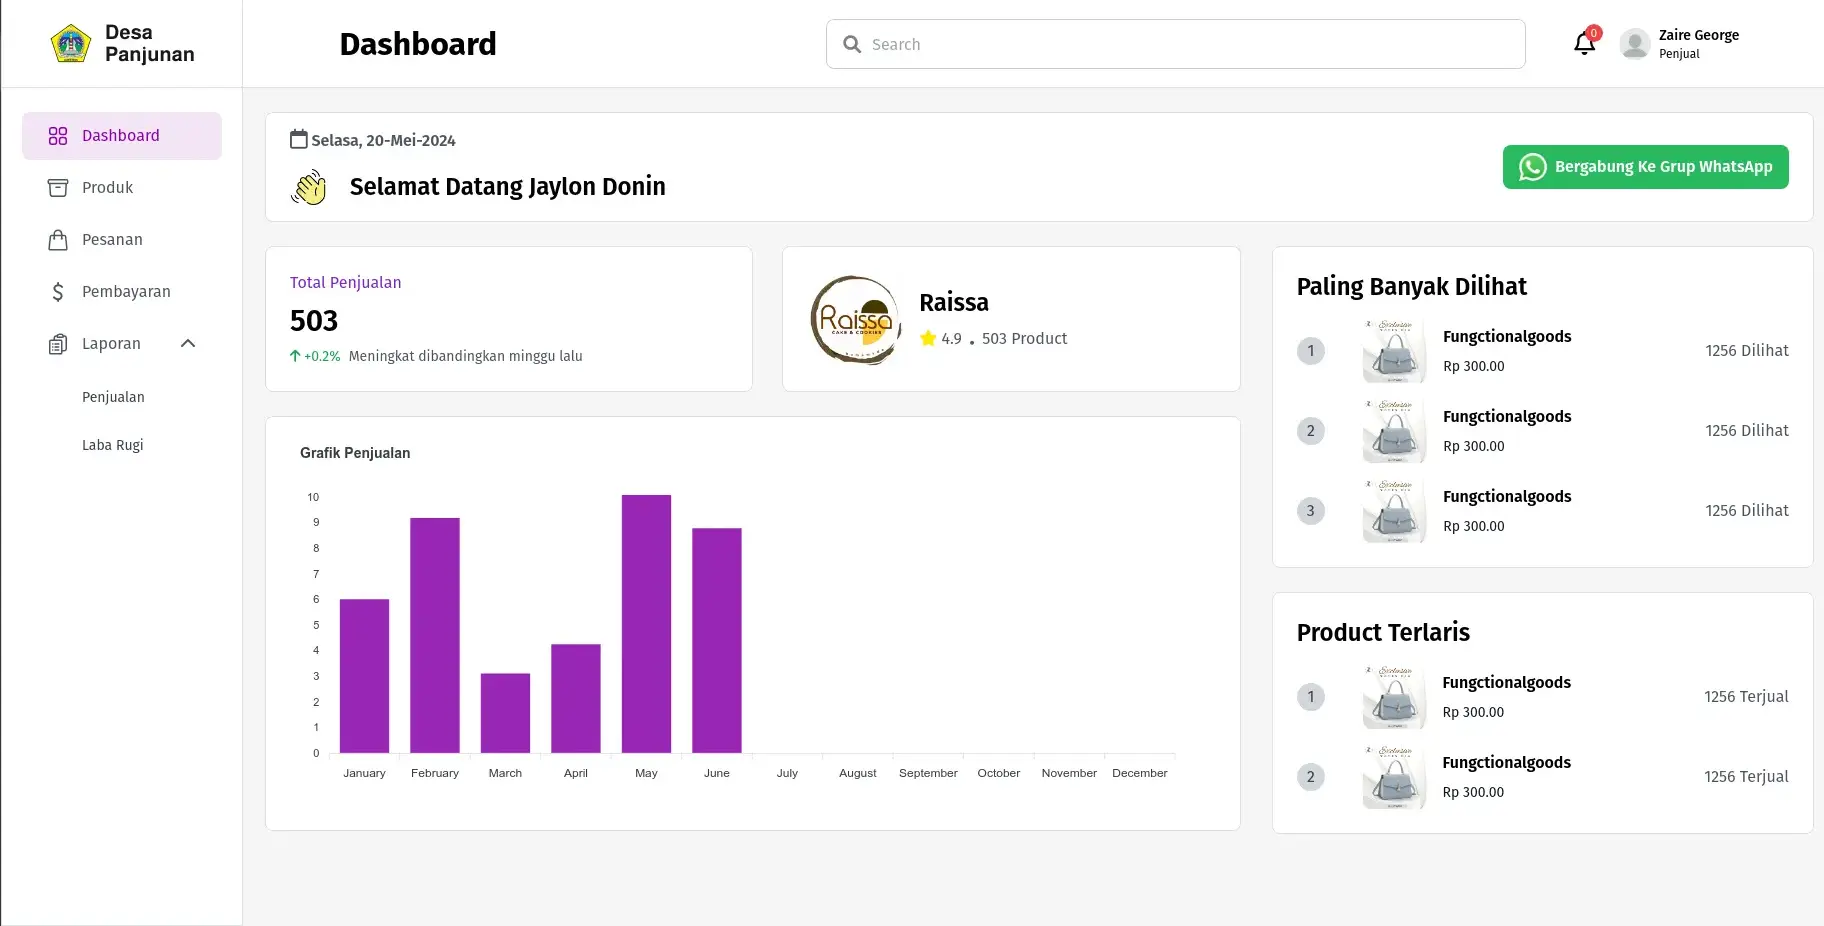 Desa
Panjunan
Dashboard
Search
0
Zaire George
Penjual
Dashboard
Produk
Pesanan
Pembayaran
Laporan
Penjualan
Laba Rugi
Selasa, 20-Mei-2024
Selamat Datang Jaylon Donin
Bergabung Ke Grup WhatsApp
Total Penjualan
503
+0.2% Meningkat dibandingkan minggu lalu
Raissa
CAKE & COOKIES
Raissa
4.9 . 503 Product
Grafik Penjualan
10
9
8
7
6
5
4
3
2
1
0
January February March April May June July August September October November December
Paling Banyak Dilihat
1
Exclusive
Fungctionalgoods
Rp 300.00
1256 Dilihat
2
Exclusive
Fungctionalgoods
Rp 300.00
1256 Dilihat
3
Exclusive
Fungctionalgoods
Rp 300.00
1256 Dilihat
Product Terlaris
1
Exclusive
Fungctionalgoods
Rp 300.00
1256 Terjual
2
Exclusive
Fungctionalgoods
Rp 300.00
1256 Terjual